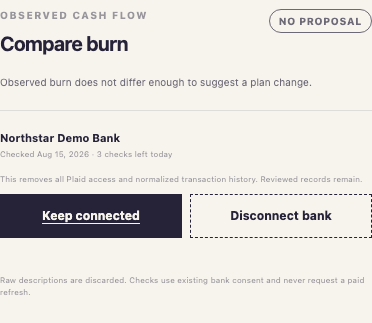 OBSERVED CASH FLOW
NO PROPOSAL
Compare burn
Observed burn does not differ enough to suggest a plan change.
Northstar Demo Bank
Checked Aug 15, 2026 · 3 checks left today
This removes all Plaid access and normalized transaction history. Reviewed records remain.
Keep connected
Disconnect bank
Raw descriptions are discarded. Checks use existing bank consent and never request a paid
refresh.